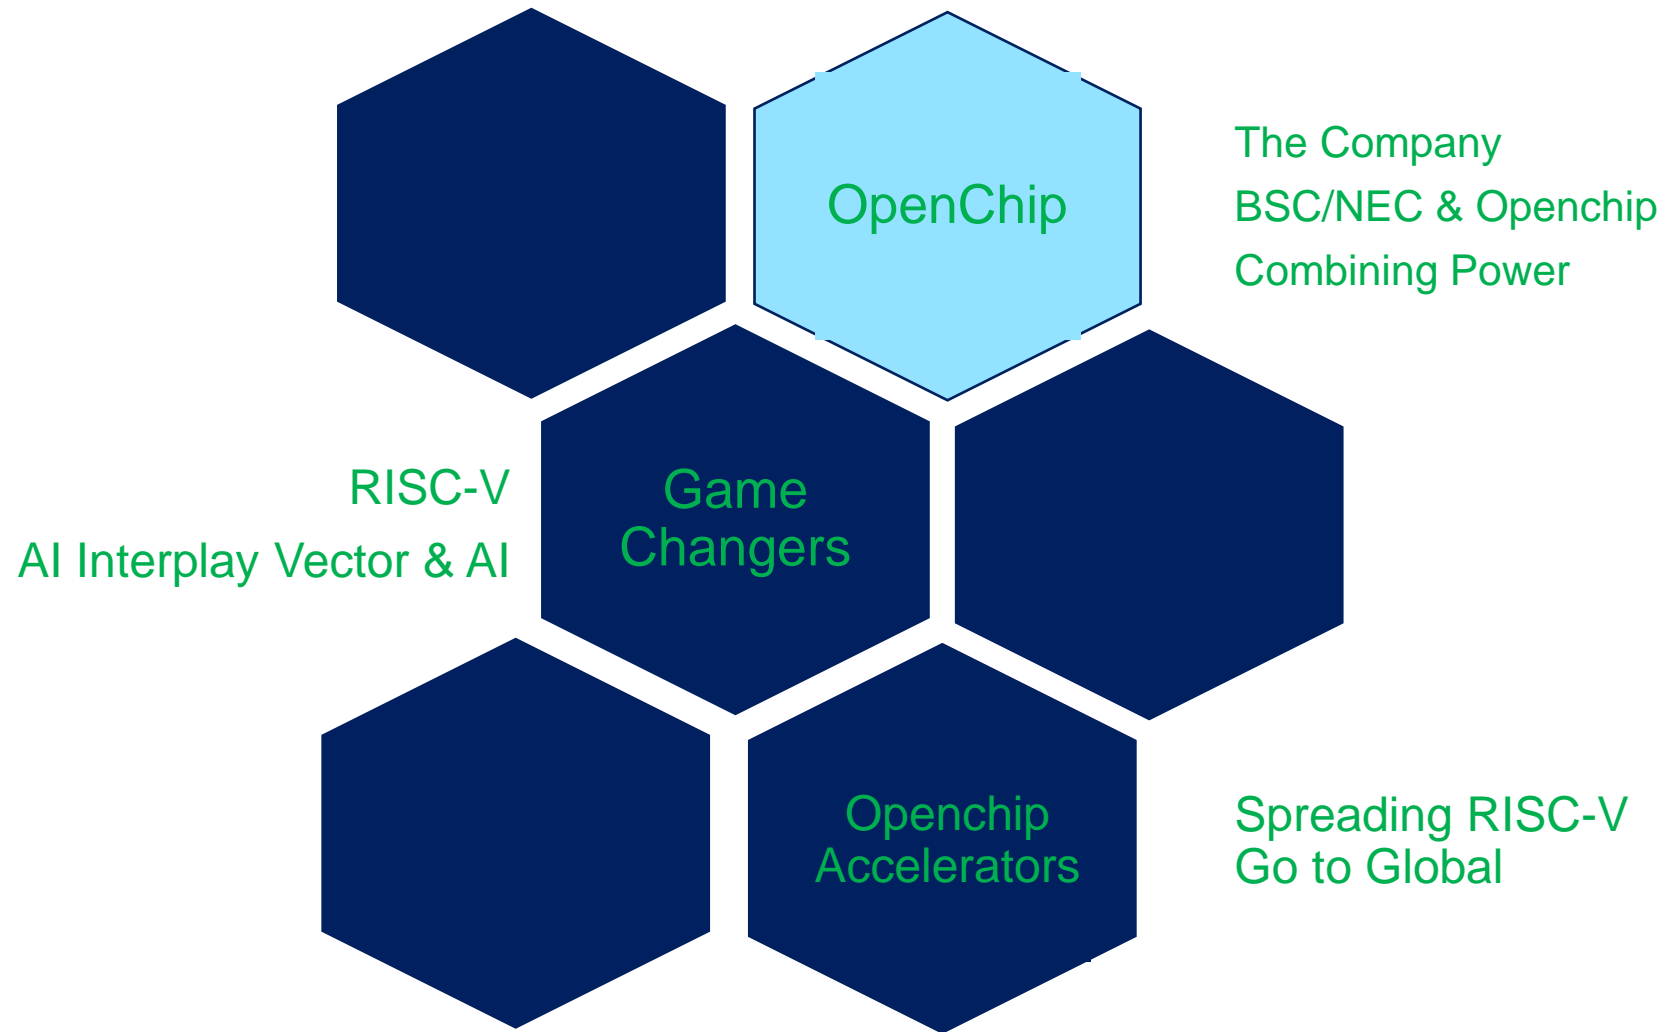 OpenChip
The Company
BSC/NEC & Openchip
Combining Power
RISC-V
AI Interplay Vector & AI
Game
Changers
Openchip
Accelerators
Spreading RISC-V
Go to Global